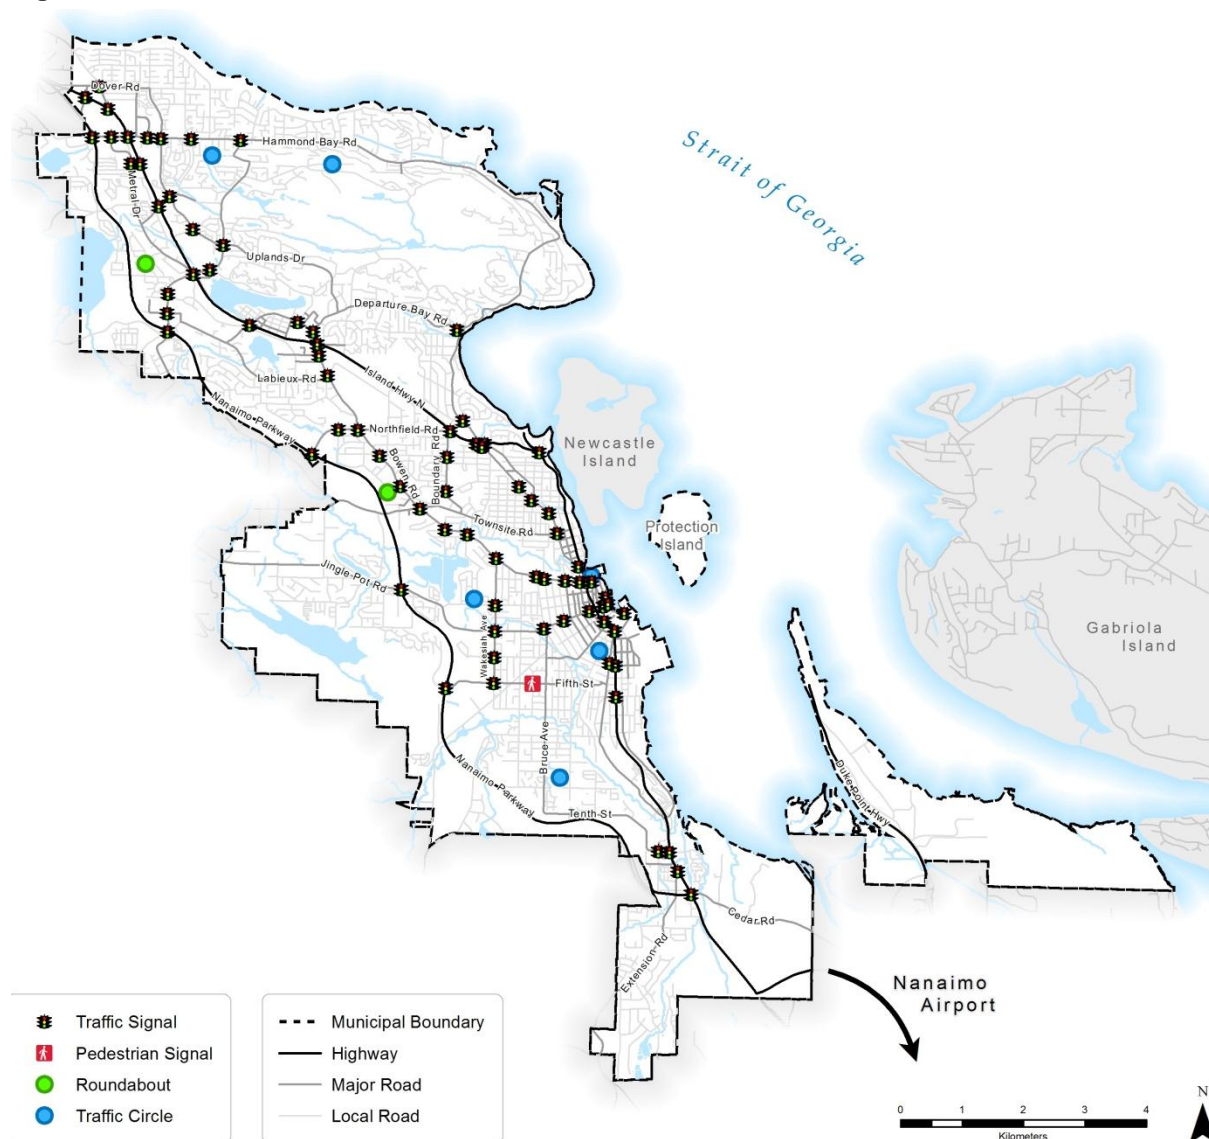 Dover Rd
Hammond Bay Rd
Metral Dr
Strait of Georgia
Uplands Dr
Departure Bay Rd
Island Hwy N
Labieux Rd
Nanaimo Parkway
Northfield Rd
Boundary Rd
Bowen Rd
Newcastle
Island
Townsite Rd
Protection
Island
Jingle Pot Rd
Wakesiah Ave
Gabriola
Island
Fifth St
Bruce Ave
Nanaimo Parkway
Tenth St
Duke Point Hwy
Cedar Rd
Extension Rd
Nanaimo
Airport
Traffic Signal
Pedestrian Signal
Roundabout
Traffic Circle
Municipal Boundary
Highway
Major Road
Local Road
0 1 2 3 4
Kilometers
N